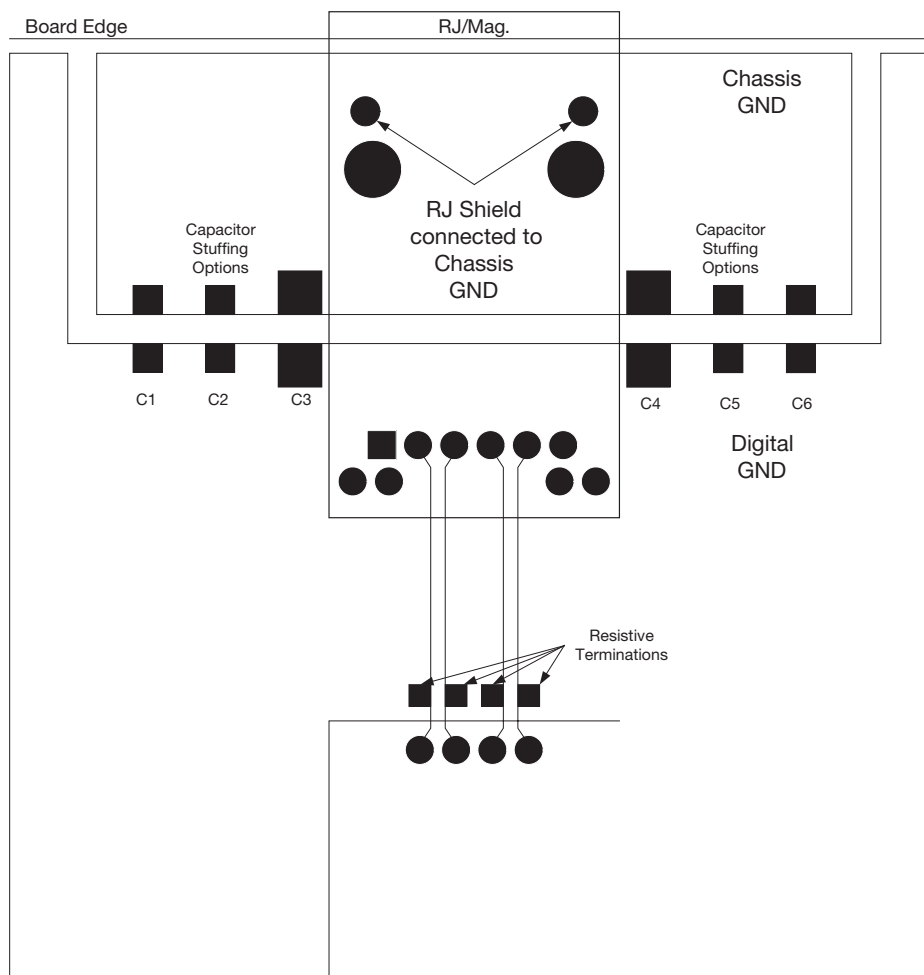 Board Edge
RJ/Mag.
Chassis
GND
RJ Shield
connected to
Chassis
GND
Capacitor
Stuffing
Options
Capacitor
Stuffing
Options
C1
C2
C3
C4
C5
C6
Digital
GND
Resistive
Terminations